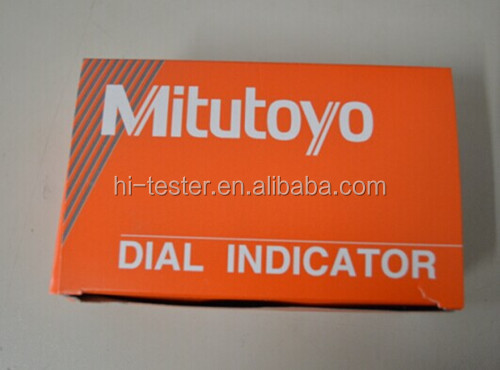 Mitutoyo
hi-tester.en.alibaba.com
DIAL INDICATOR